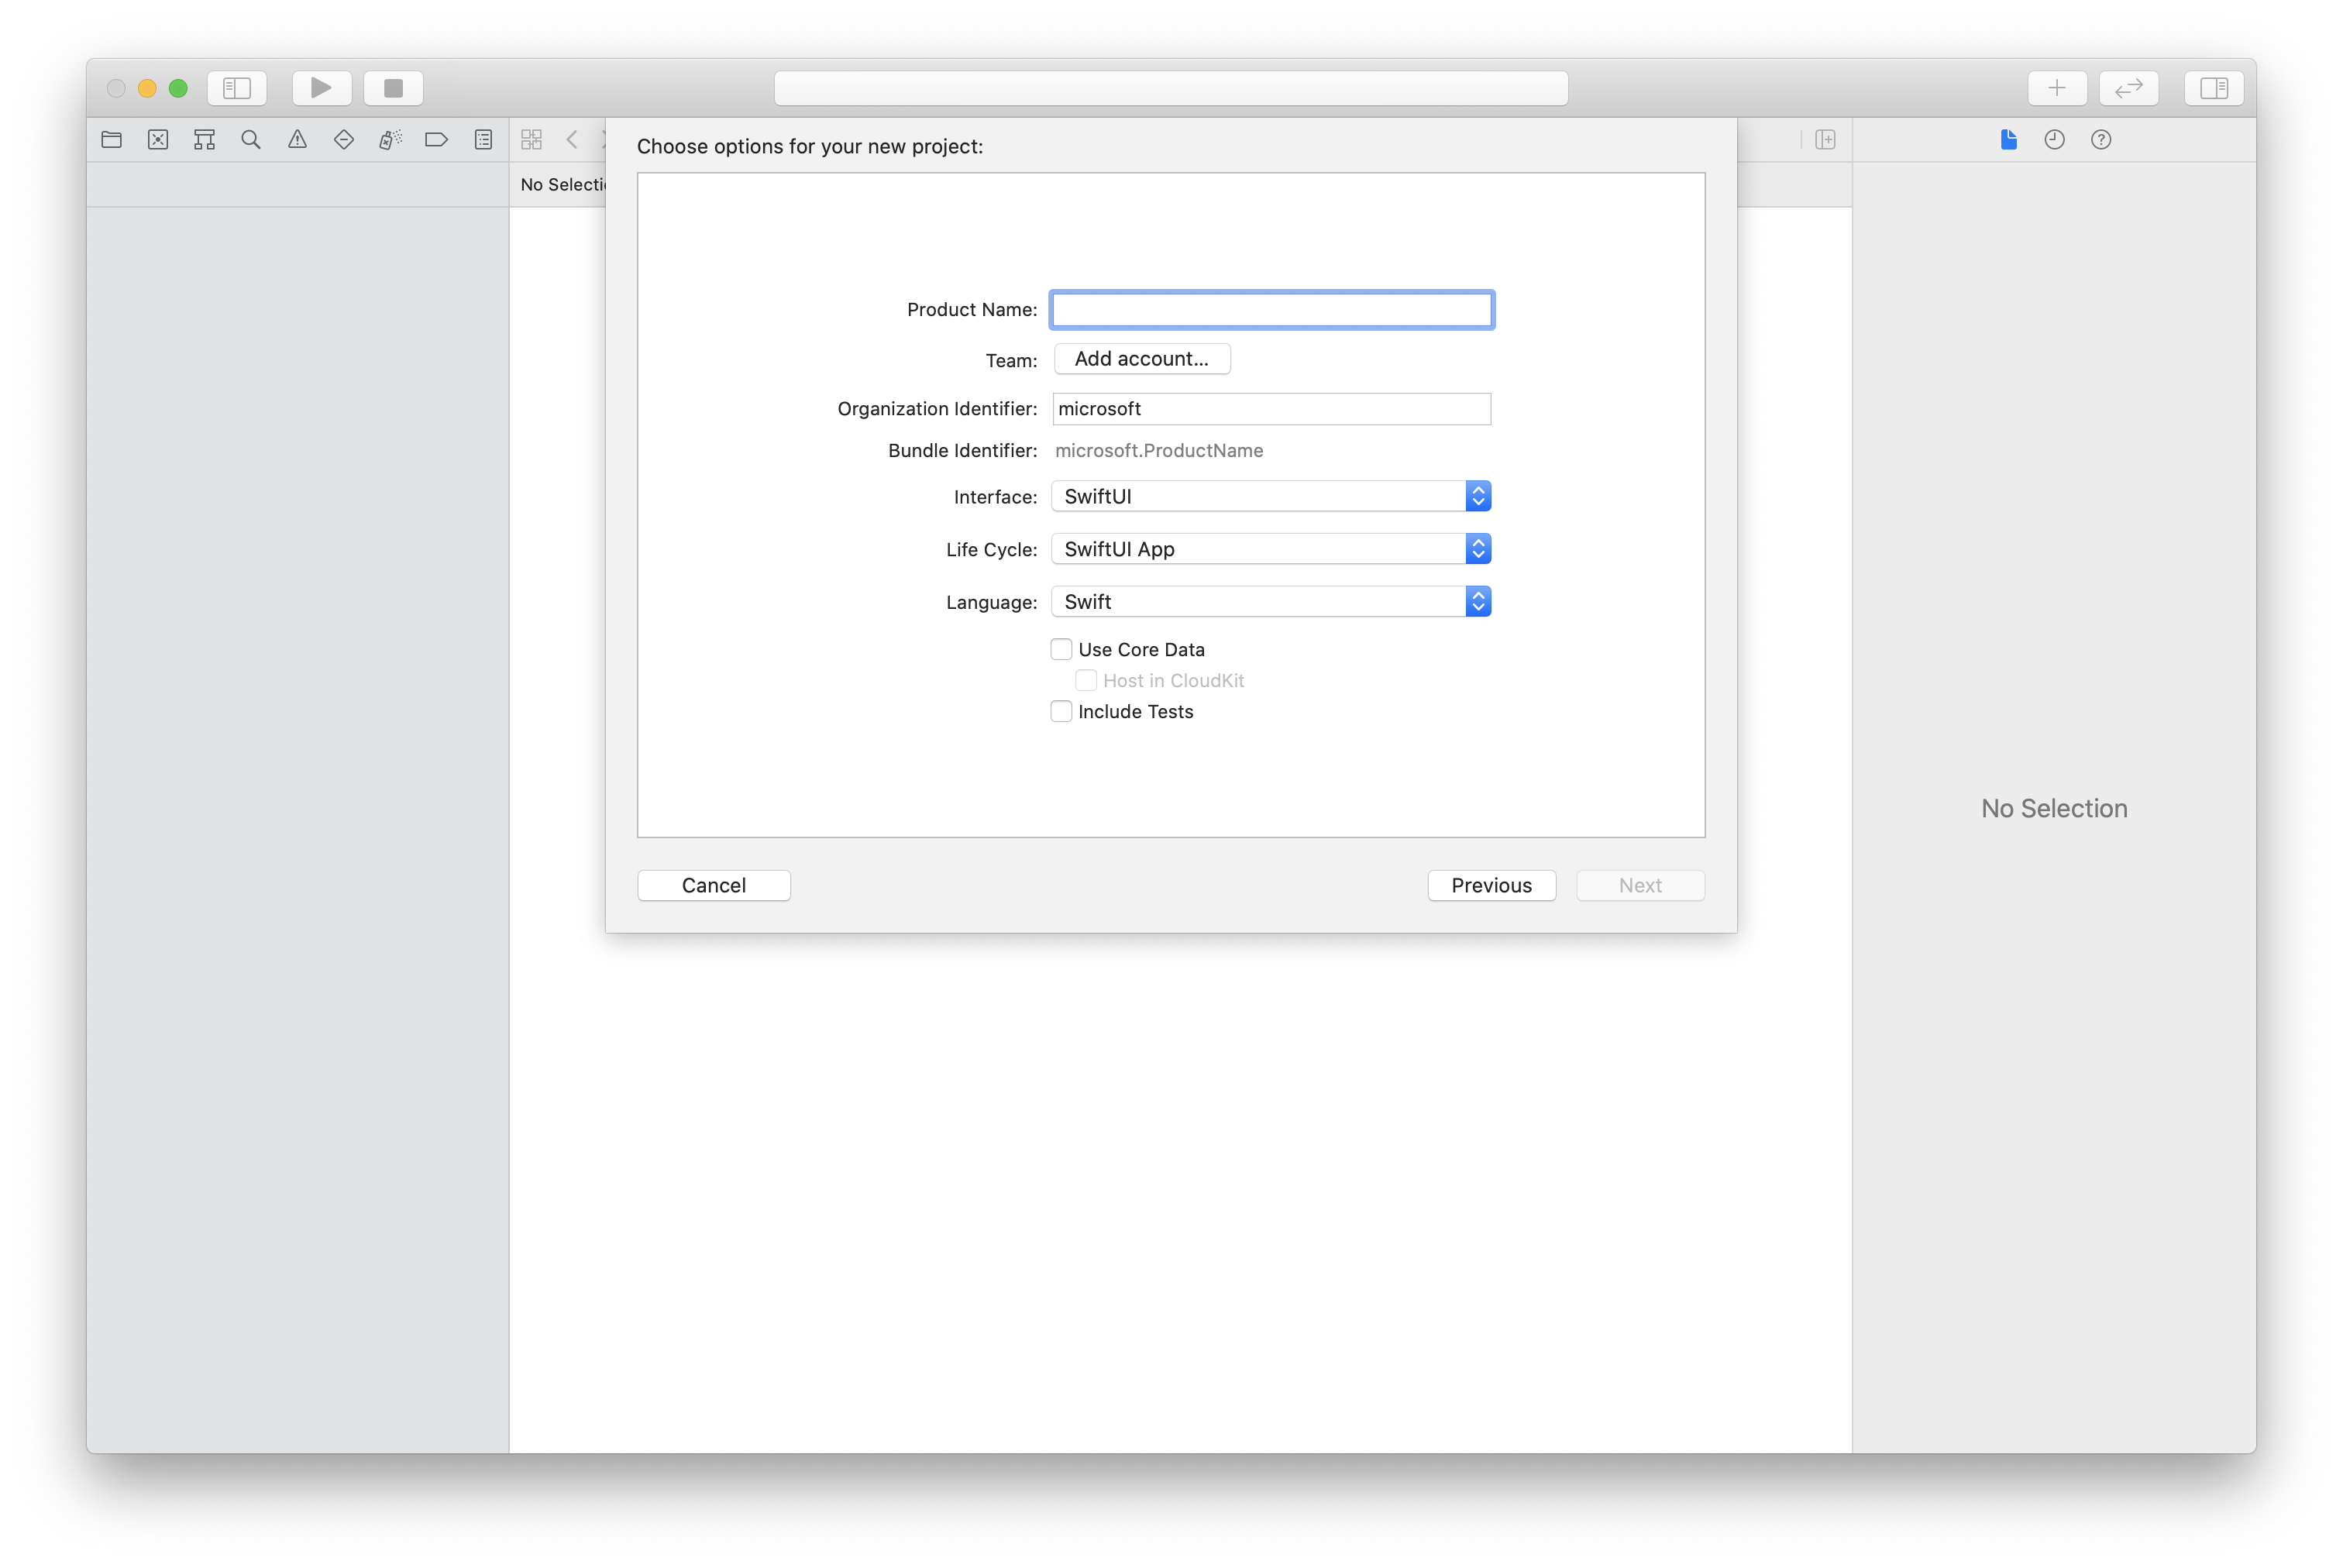 Choose options for your new project:
No Selectio
Product Name:
Team: Add account...
Organization Identifier: microsoft
Bundle Identifier: microsoft.ProductName
Interface: SwiftUI
Life Cycle: SwiftUI App
Language: Swift
Use Core Data
Host in CloudKit
Include Tests
No Selection
Cancel Previous Next